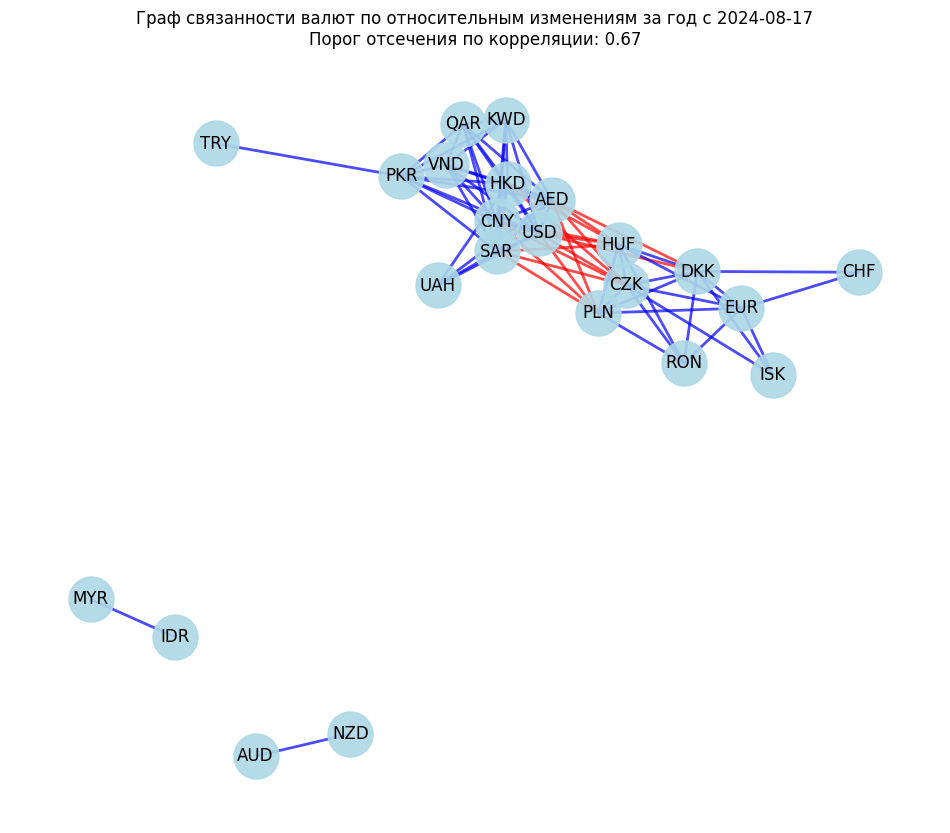 Граф связанности валют по относительным изменениям за год с 2024-08-17
Порог отсечения по корреляции: 0.67
QAR
KWD
TRY
VND
PKR
HKD
AED
CNY
USD
HUF
SAR
DKK
CHF
UAH
CZK
EUR
PLN
RON
ISK
MYR
IDR
NZD
AUD